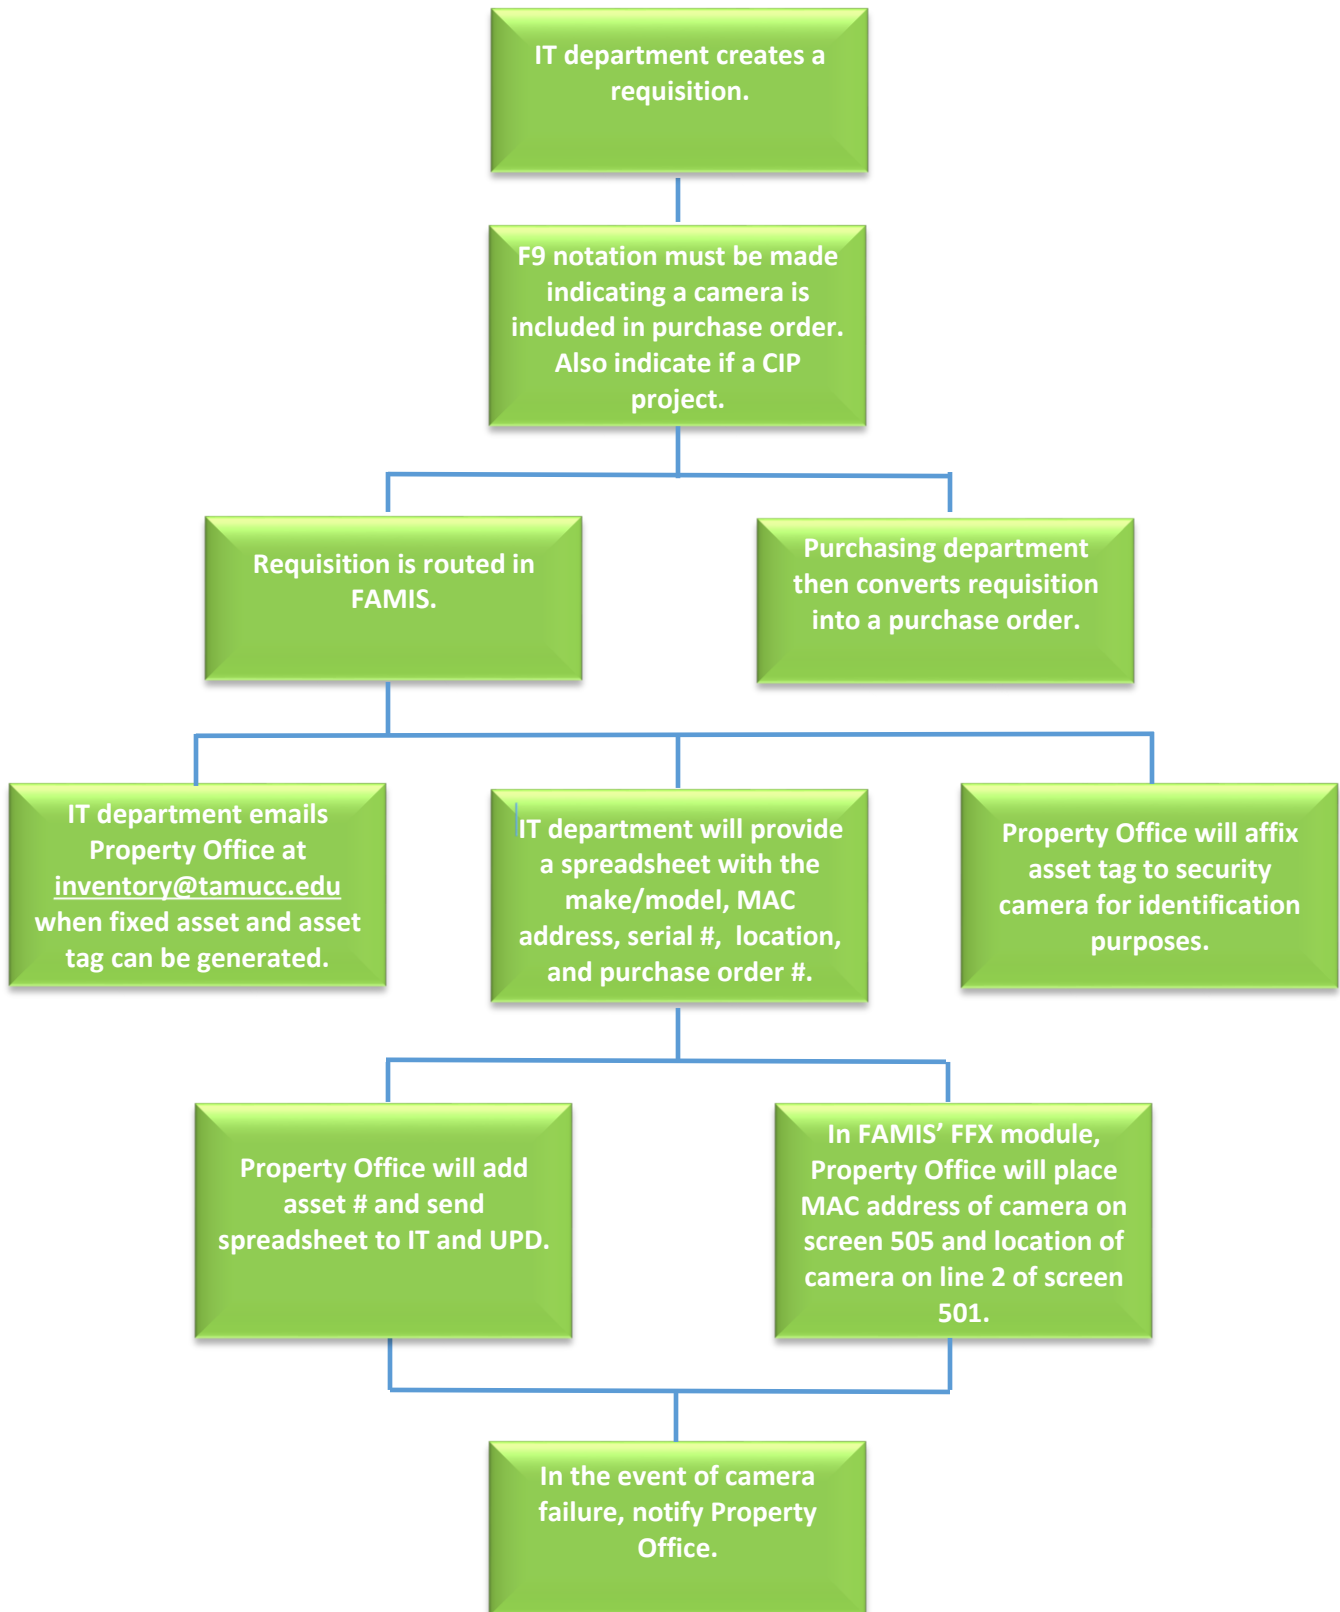 IT department creates a
requisition.
F9 notation must be made
indicating a camera is
included in purchase order.
Also indicate if a CIP
project.
Requisition is routed in
FAMIS.
Purchasing department
then converts requisition
into a purchase order.
IT department emails
Property Office at
inventory@tamucc.edu
when fixed asset and asset
tag can be generated.
IT department will provide
a spreadsheet with the
make/model, MAC
address, serial #, location,
and purchase order #.
Property Office will affix
asset tag to security
camera for identification
purposes.
Property Office will add
asset # and send
spreadsheet to IT and UPD.
In FAMIS’ FFX module,
Property Office will place
MAC address of camera on
screen 505 and location of
camera on line 2 of screen
501.
In the event of camera
failure, notify Property
Office.